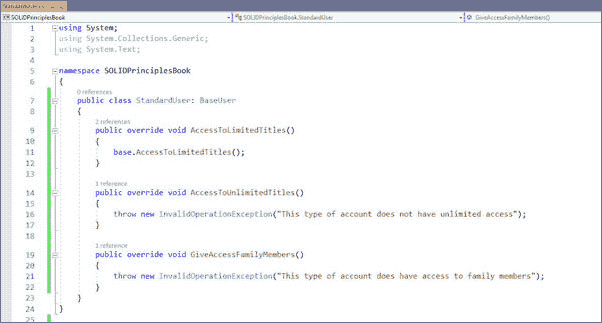 SOLIDPrinciplesBook
SOLIDPrinciplesBook.StandardUser
GiveAccessFamilyMembers()
1 using System;
2 using System.Collections.Generic;
3 using System.Text;
4
5 namespace SOLIDPrinciplesBook
6 {
0 references
7 public class StandardUser: BaseUser
8 {
2 references
9 public override void AccessToLimitedTitles()
10 {
11 base.AccessToLimitedTitles();
12 }
13
1 reference
14 public override void AccessToUnlimitedTitles()
15 {
16 throw new InvalidOperationException("This type of account does not have unlimited access");
17 }
18
1 reference
19 public override void GiveAccessFamilyMembers()
20 {
21 throw new InvalidOperationException("This type of account does have access to family members");
22 }
23 }
24 }
25